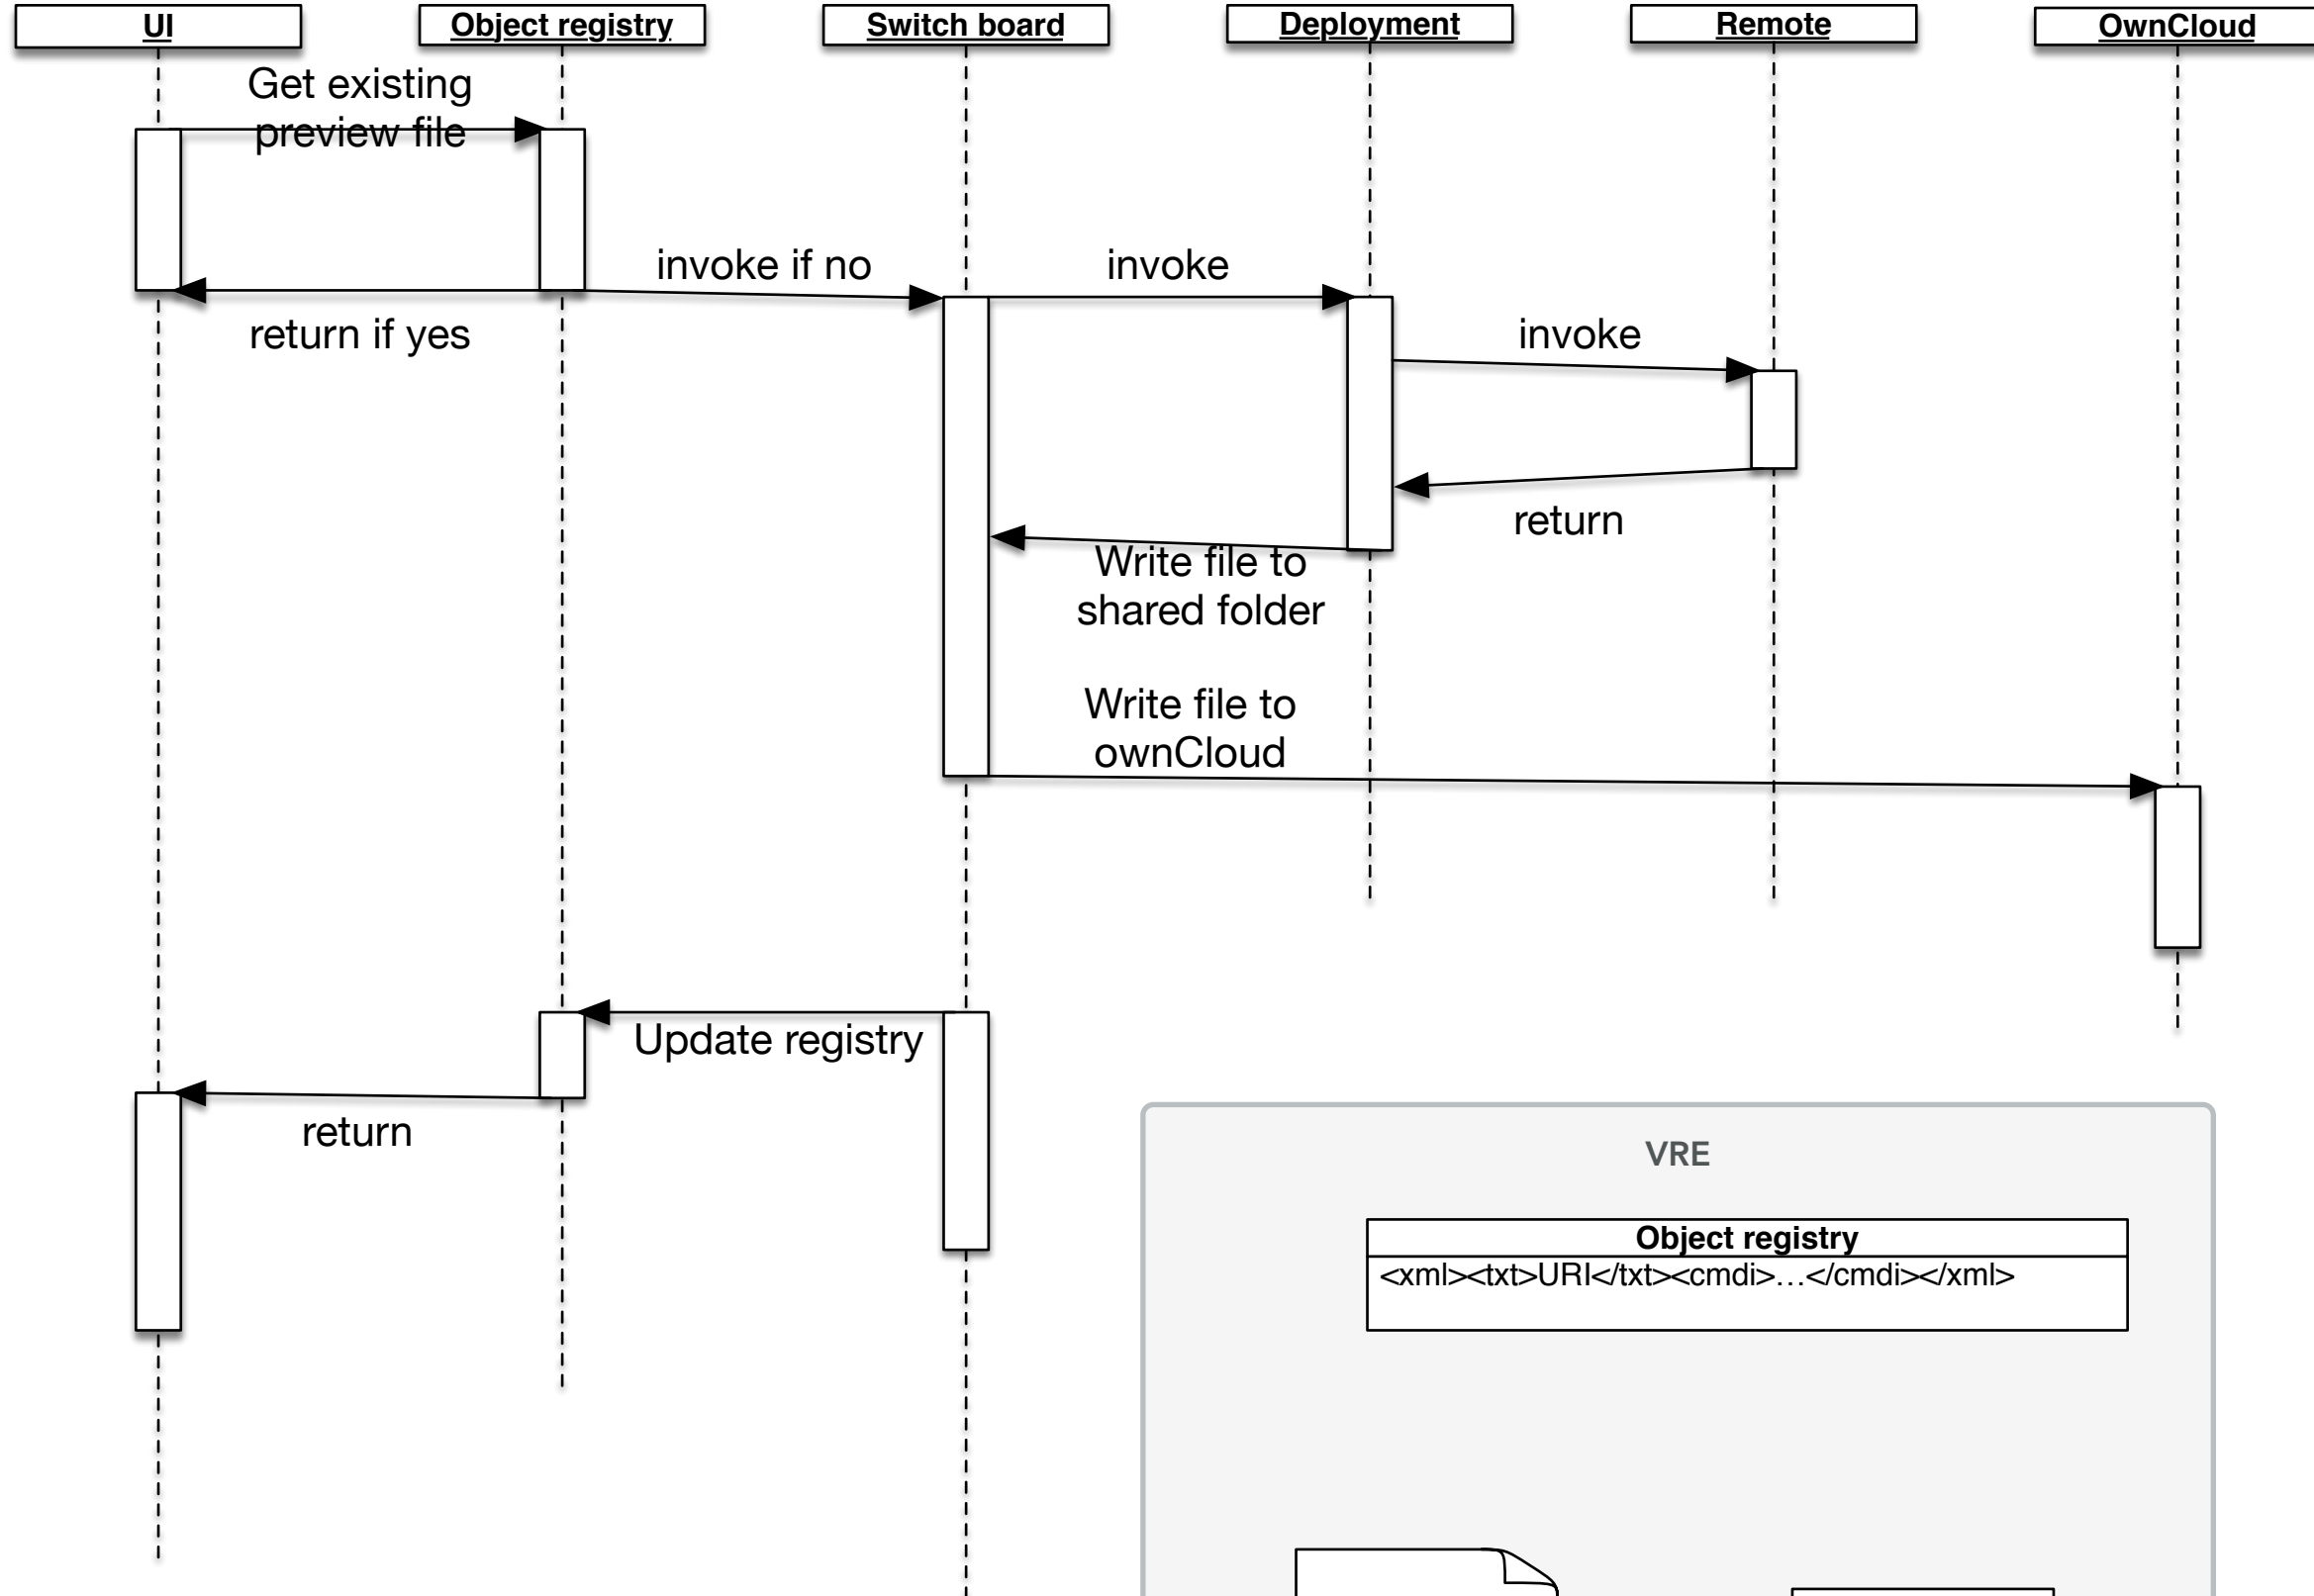 UI
Object registry
Switch board
Deployment
Remote
OwnCloud
Get existing
preview file
invoke if no
invoke
return if yes
invoke
return
Write file to
shared folder
Write file to
ownCloud
Update registry
return
VRE
Object registry
<xml><txt>URI</txt><cmdi>…</cmdi></xml>